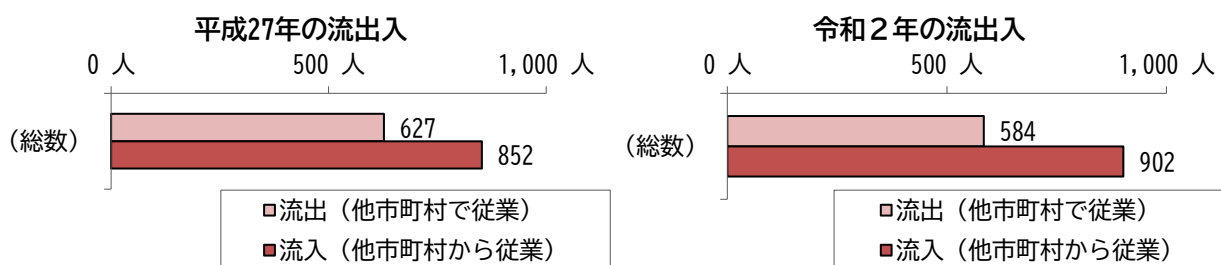 平成27年の流出入
0 人 500 人 1,000 人
(総数)
627
852
□流出（他市町村で従業）
■流入（他市町村から従業）
令和２年の流出入
0 人 500 人 1,000 人
(総数)
584
902
□流出（他市町村で従業）
■流入（他市町村から従業）